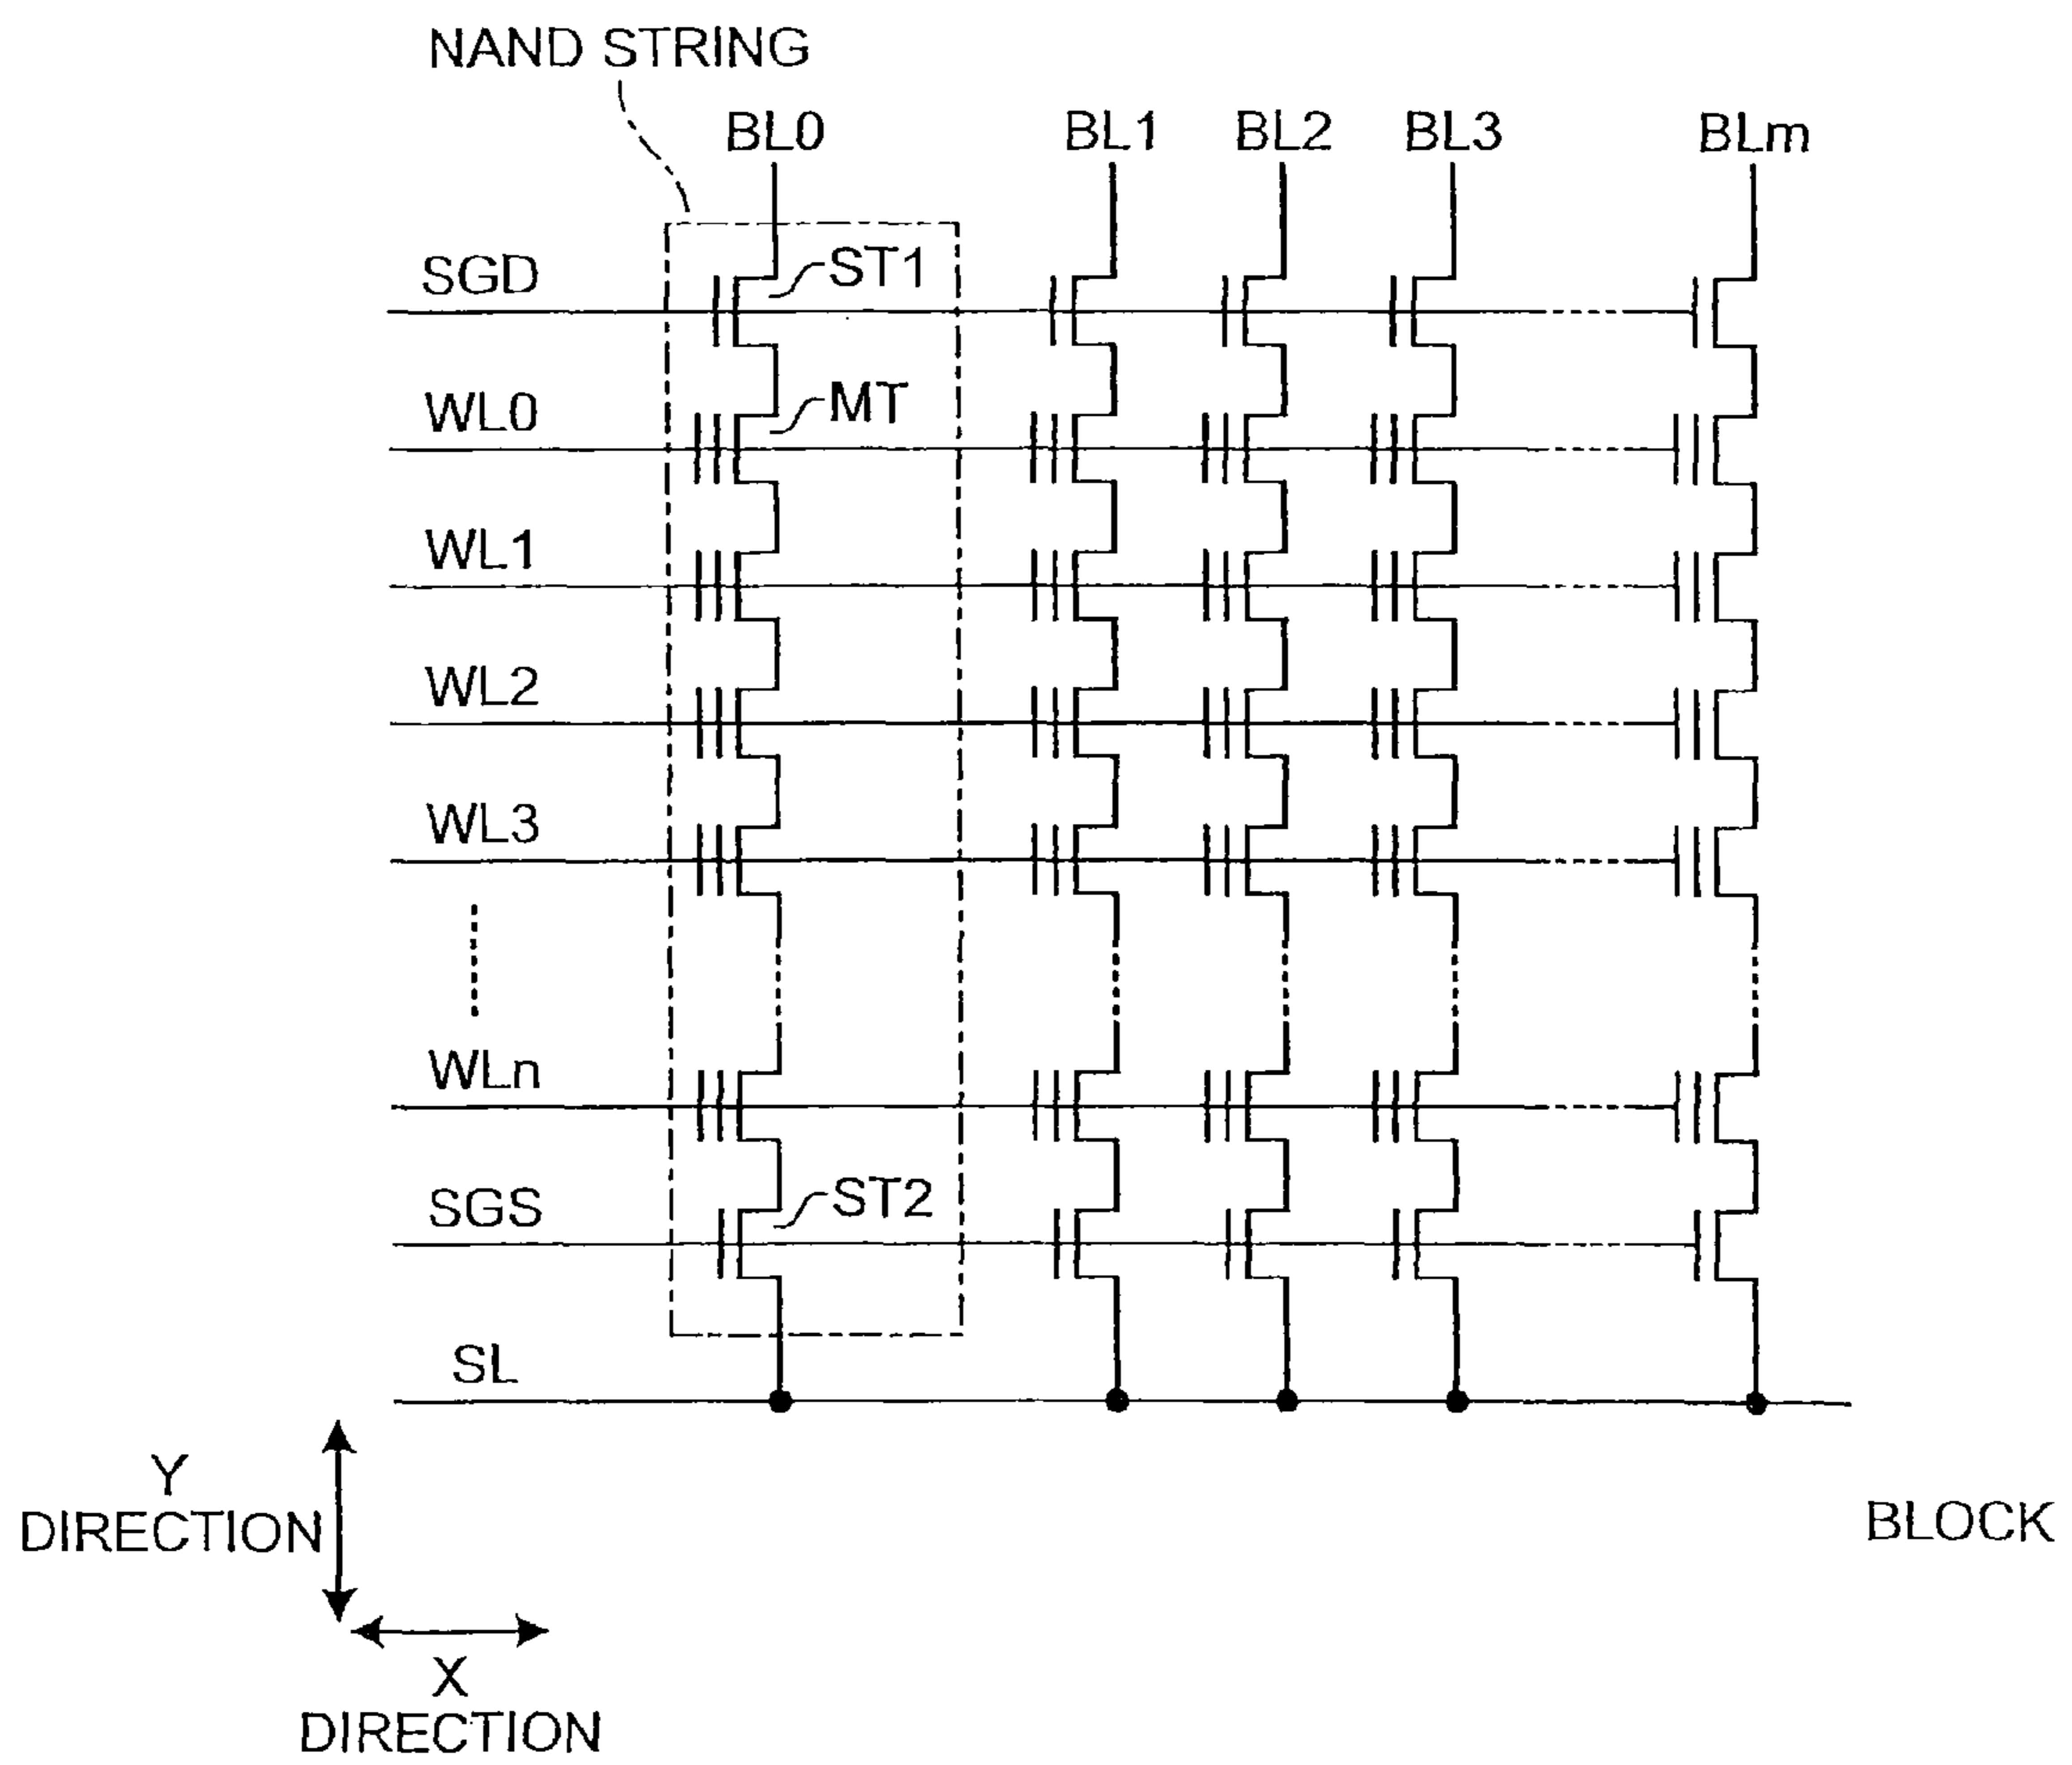 NAND STRING
BL0 BL1 BL2 BL3 BLm
SGD ST1
WL0 MT
WL1
WL2
WL3
WLn
SGS ST2
SL
Y
DIRECTION
BLOCK
X
DIRECTION